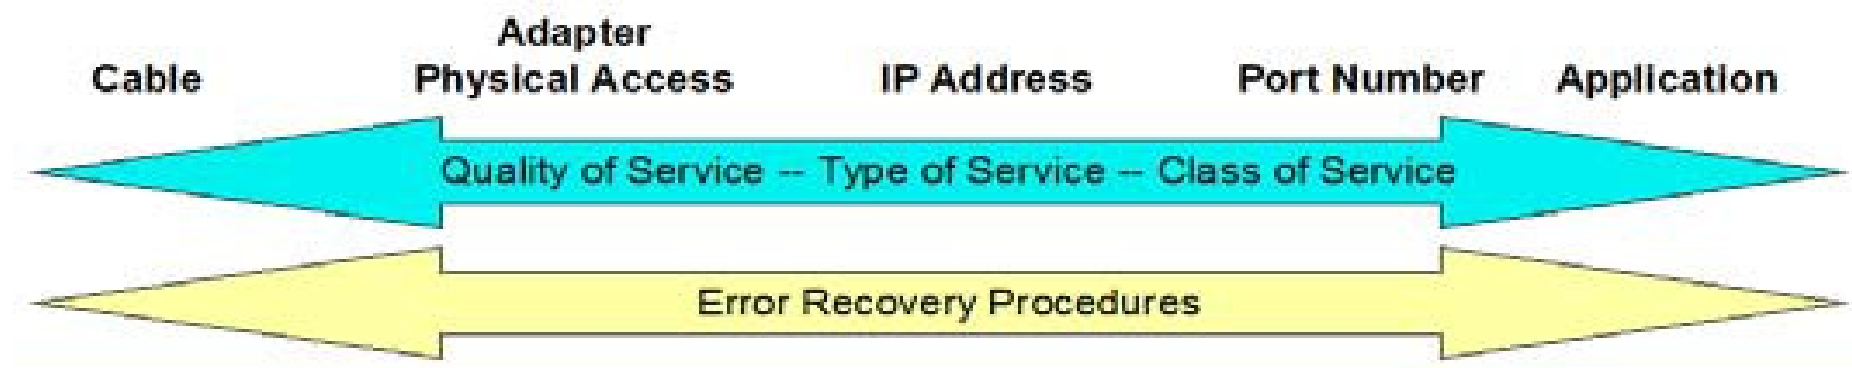 Adapter
Cable Physical Access IP Address Port Number Application
Quality of Service -- Type of Service -- Class of Service
Error Recovery Procedures